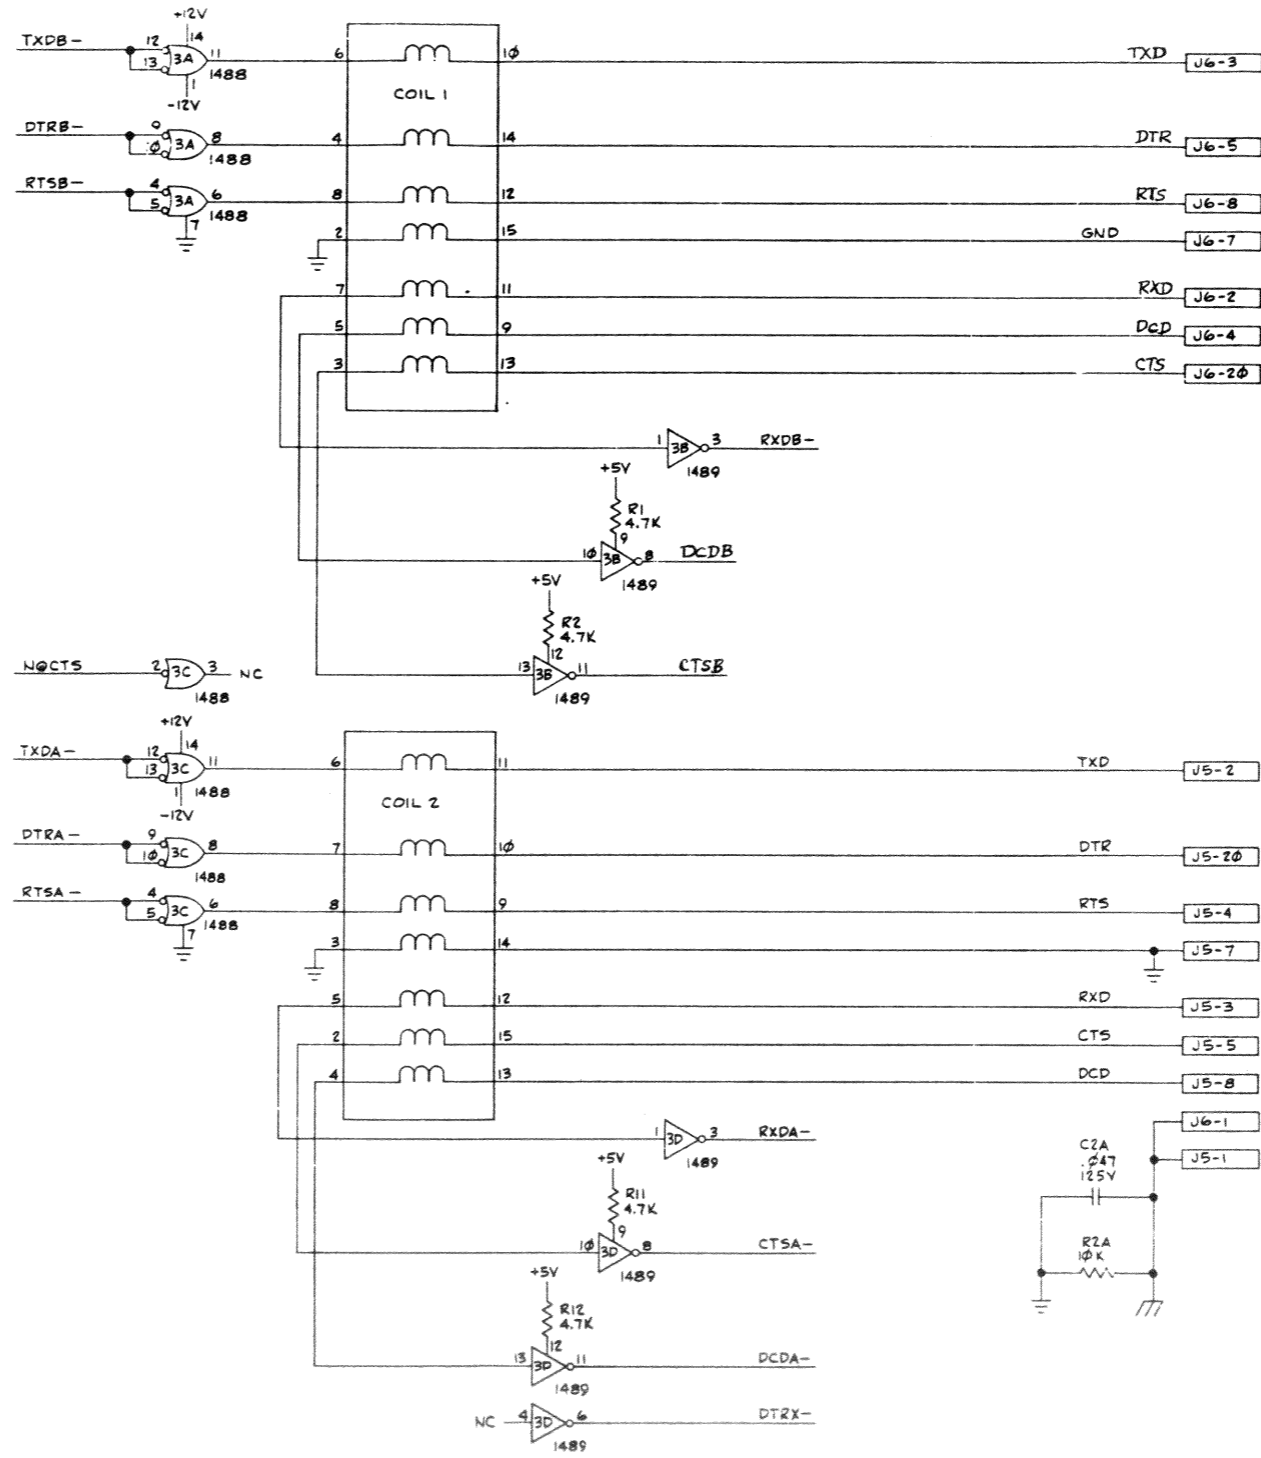 +12V
TXDB- 12 14 3A 11 6 10 TXD J6-3
13 1 1488
-12V COIL 1
DTRB- 9 3A 8 4 14 DTR J6-5
1488
RTSB- 4 3A 6 8 12 RTS J6-8
5 7 1488
2 15 GND J6-7
7 11 RXD J6-2
5 9 DCD J6-4
3 13 CTS J6-2Ø
1 3B 3 RXDB-
1489
+5V
R1
4.7K
9
1Ø 3B 8 DCDB
1489
+5V
R2
4.7K
12
13 3B 11 CTSB
1489
NØCTS 2 3C 3 NC
1488
+12V
TXDA- 12 14 3C 11 6 11 TXD J5-2
13 1 1488
-12V COIL 2
DTRA- 9 3C 8 7 1Ø DTR J5-2Ø
1Ø 1488
RTSA- 4 3C 6 8 9 RTS J5-4
5 7 1488
3 14 J5-7
5 12 RXD J5-3
2 15 CTS J5-5
4 13 DCD J5-8
J6-1
1 3D 3 RXDA-
1489
J5-1
C2A
.Ø47
125V
+5V
R11
4.7K
9
1Ø 3D 8 CTSA-
1489
R2A
1ØK
+5V
R12
4.7K
12
13 3D 11 DCDA-
1489
NC 4 3D 6 DTRX-
1489